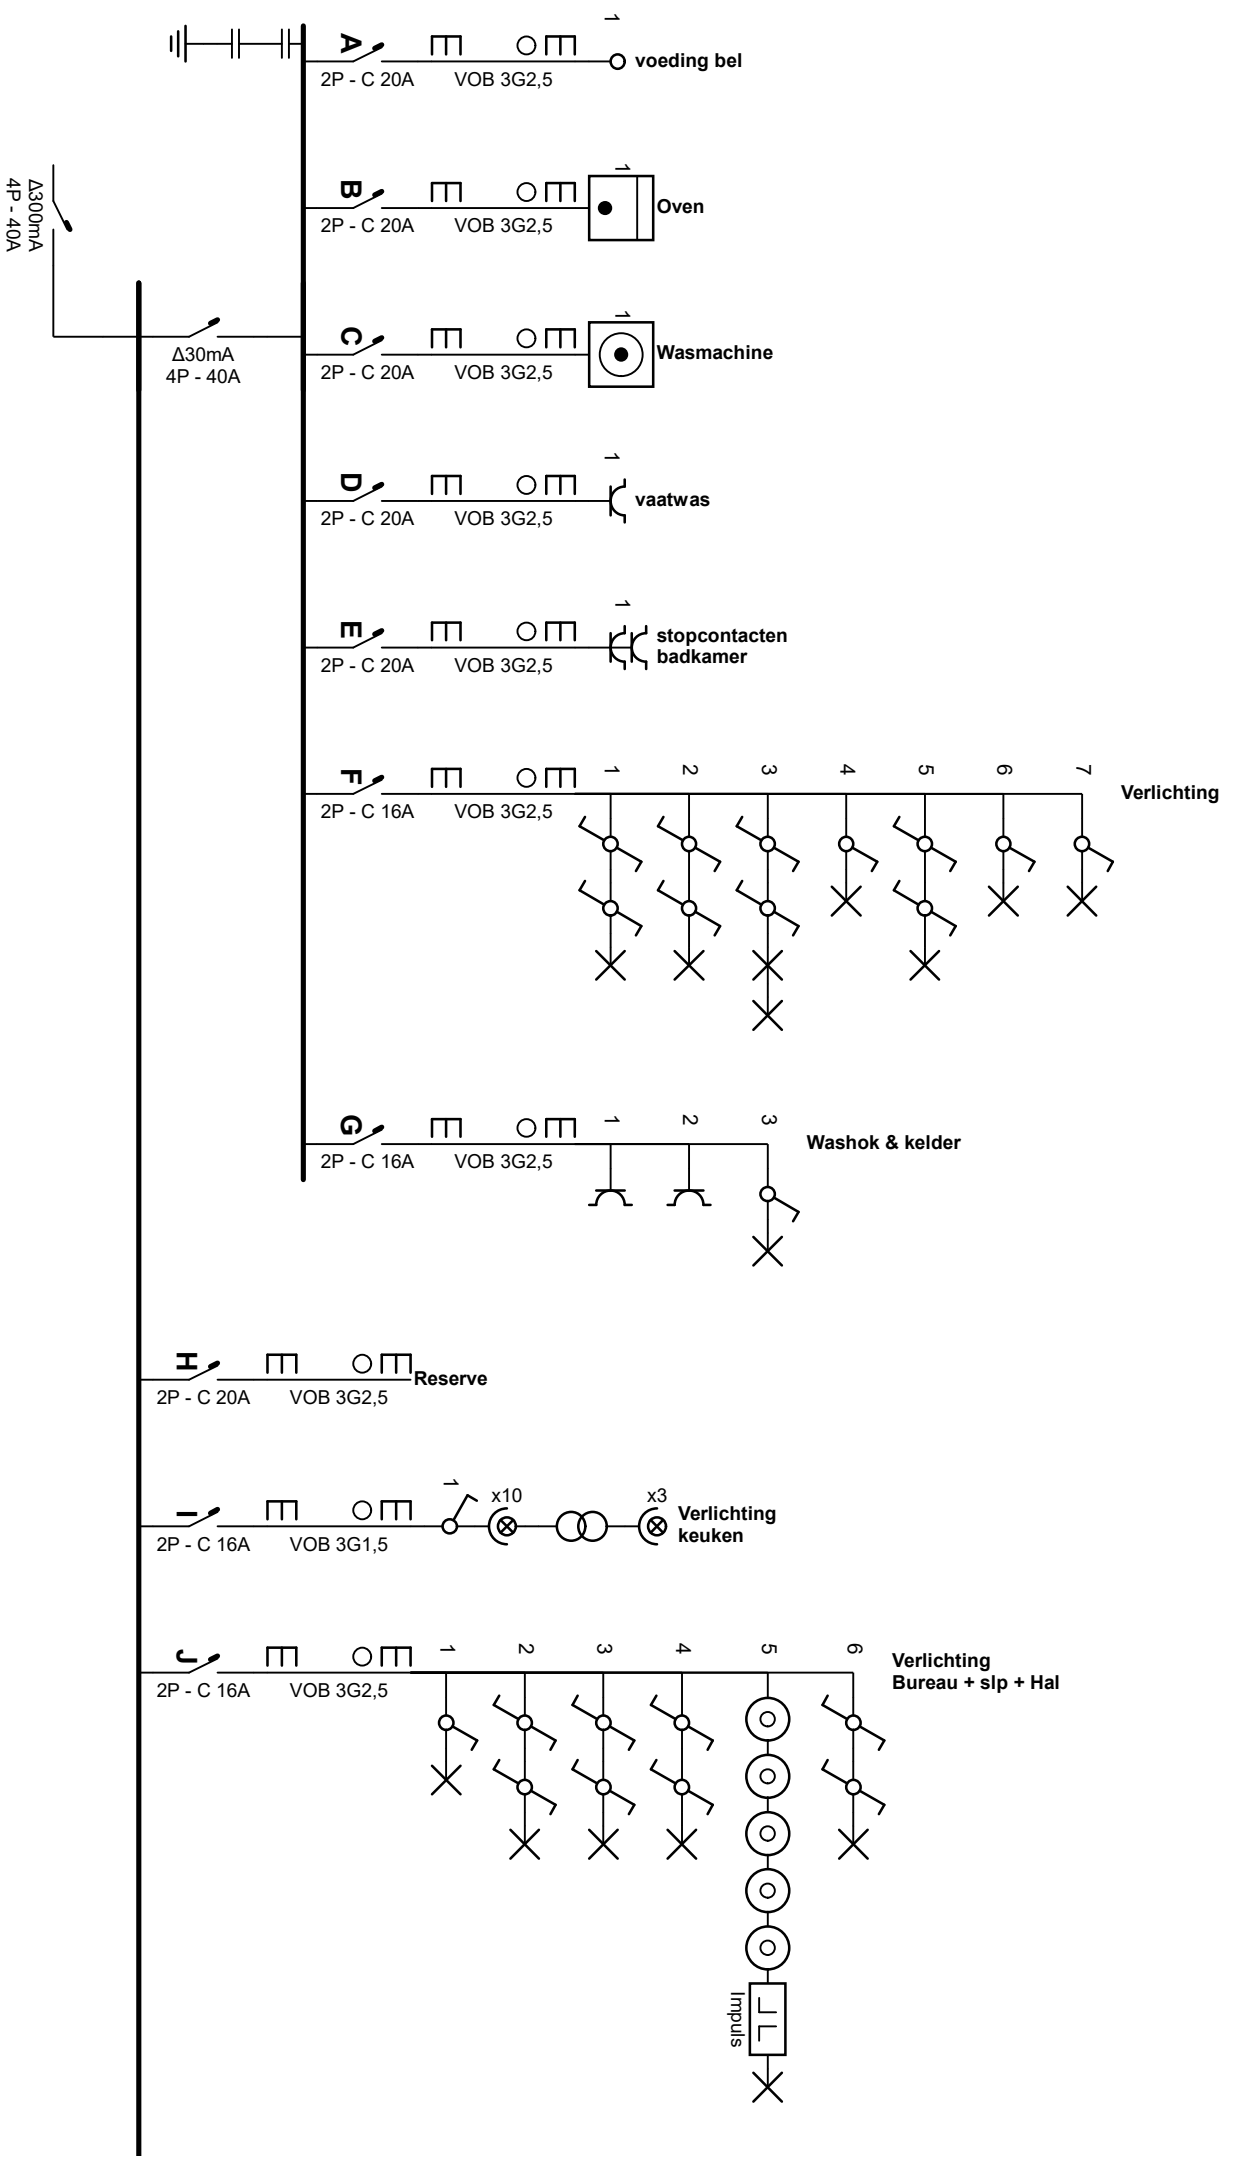 1
A
voeding bel
2P - C 20A
VOB 3G2,5
1
B
Oven
2P - C 20A
VOB 3G2,5
Δ300mA
4P - 40A
1
C
Wasmachine
2P - C 20A
VOB 3G2,5
Δ30mA
4P - 40A
1
D
vaatwas
2P - C 20A
VOB 3G2,5
1
E
stopcontacten
badkamer
2P - C 20A
VOB 3G2,5
F
1 2 3 4 5 6 7
Verlichting
2P - C 16A
VOB 3G2,5
G
1 2 3
Washok & kelder
2P - C 16A
VOB 3G2,5
H
Reserve
2P - C 20A
VOB 3G2,5
I
1
x10
x3
Verlichting
keuken
2P - C 16A
VOB 3G1,5
J
1 2 3 4 5 6
Verlichting
Bureau + slp + Hal
2P - C 16A
VOB 3G2,5
Impuls